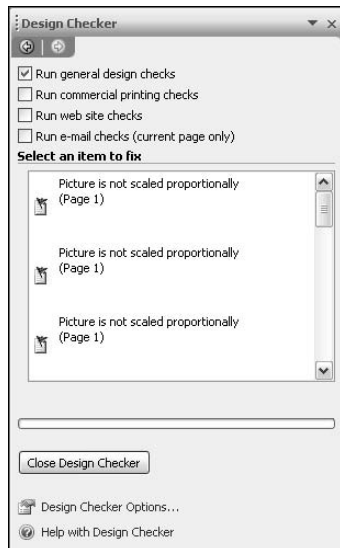 Design Checker
Run general design checks
Run commercial printing checks
Run web site checks
Run e-mail checks (current page only)
Select an item to fix
Picture is not scaled proportionally
(Page 1)
Picture is not scaled proportionally
(Page 1)
Picture is not scaled proportionally
(Page 1)
Close Design Checker
Design Checker Options...
Help with Design Checker